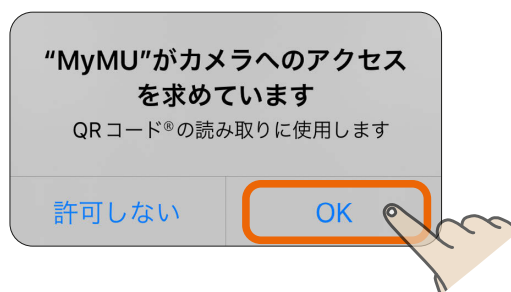 “MyMU”がカメラへのアクセス
を求めています
QRコード®の読み取りに使用します
許可しない
OK